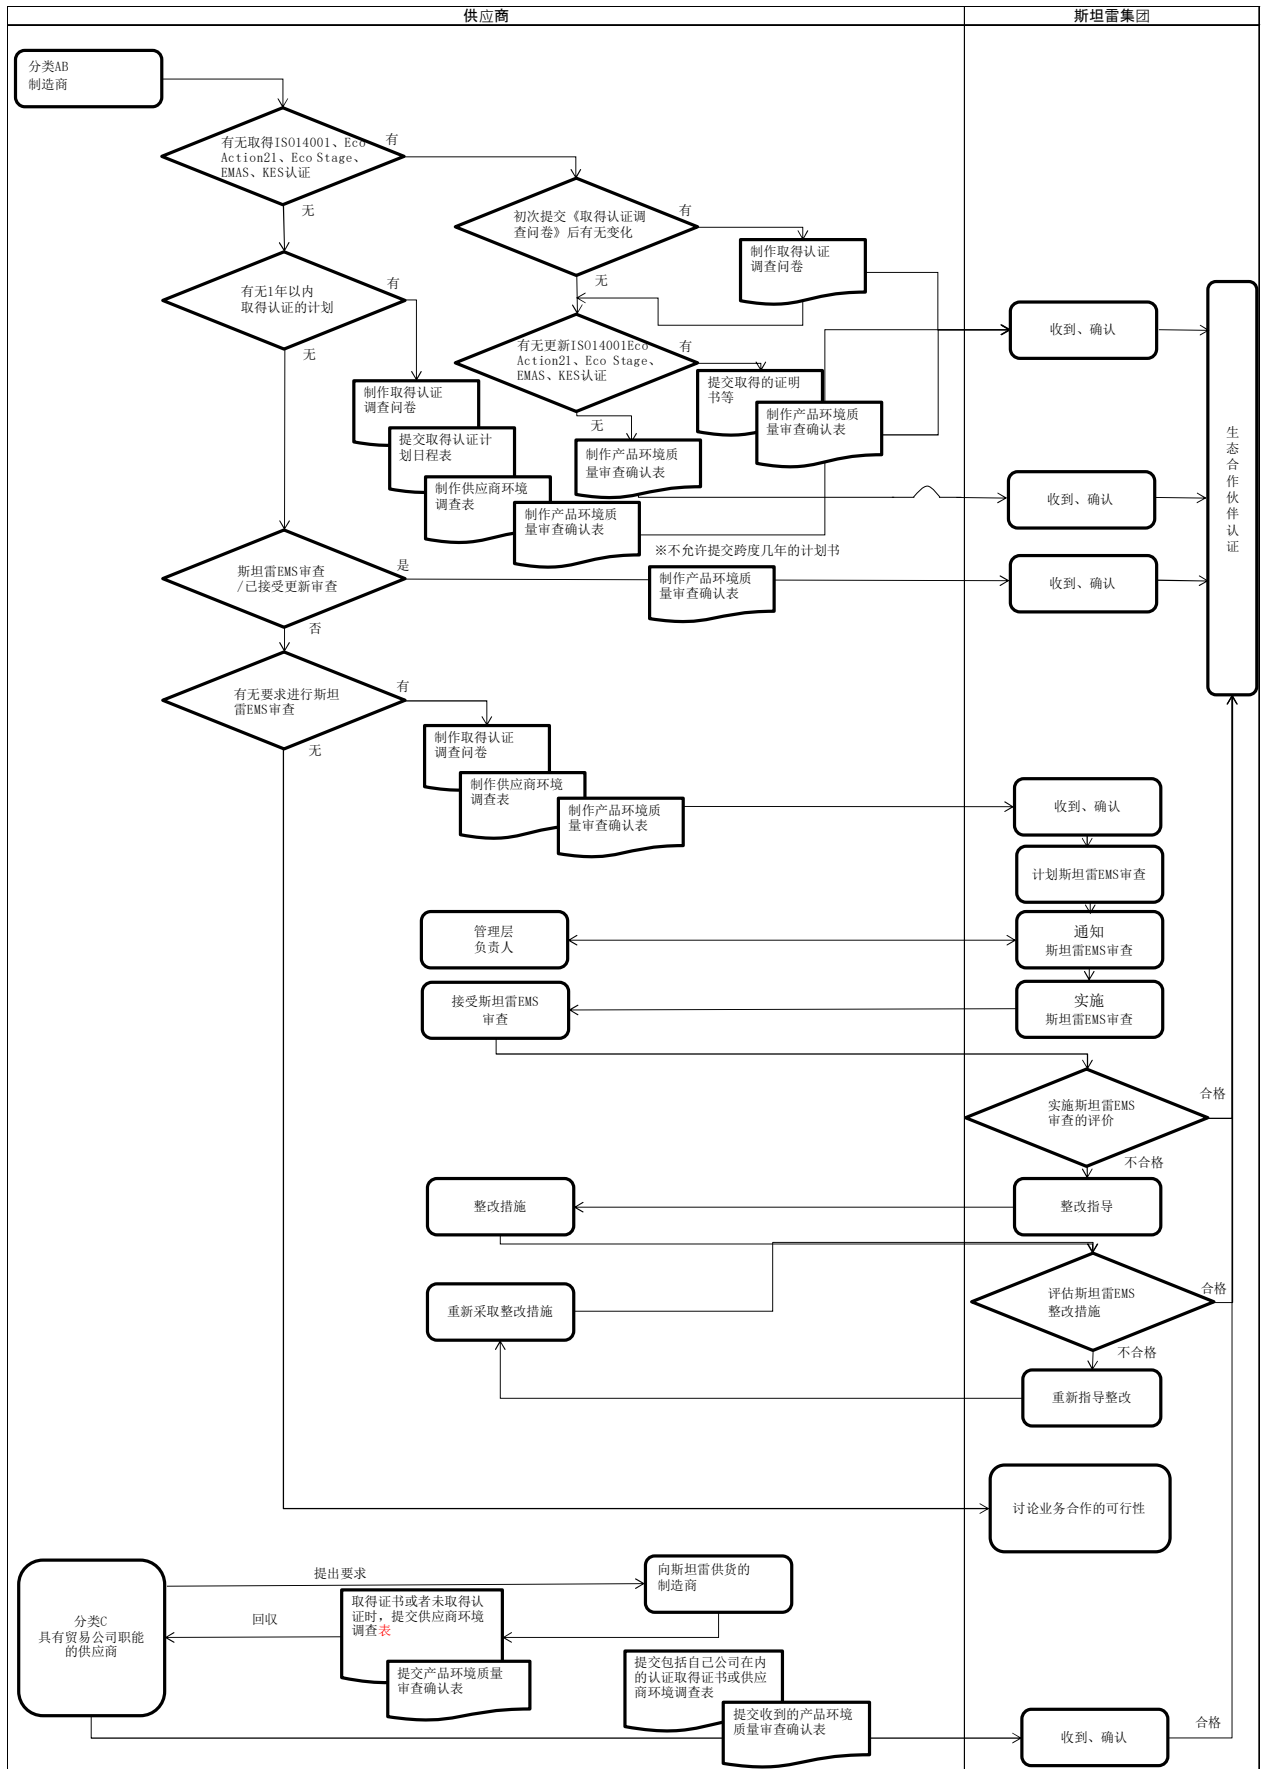 供应商
斯坦雷集团
分类AB
制造商
有无取得ISO14001、Eco
Action21、Eco Stage、
EMAS、KES认证
有
无
初次提交《取得认证调
查问卷》后有无变化
有
无
制作取得认证
调查问卷
有无1年以内
取得认证的计划
有
无
有无更新ISO14001Eco
Action21、Eco Stage、
EMAS、KES认证
有
无
收到、确认
制作取得认证
调查问卷
提交取得认证计
划日程表
制作供应商环境
调查表
制作产品环境质
量审查确认表
提交取得的证明
书等
制作产品环境质
量审查确认表
制作产品环境质
量审查确认表
收到、确认
生态合作伙伴认证
※不允许提交跨度几年的计划书
斯坦雷EMS审查
/已接受更新审查
是
否
制作产品环境质
量审查确认表
收到、确认
有无要求进行斯坦
雷EMS审查
有
无
制作取得认证
调查问卷
制作供应商环境
调查表
制作产品环境质
量审查确认表
收到、确认
计划斯坦雷EMS审查
管理层
负责人
通知
斯坦雷EMS审查
接受斯坦雷EMS
审查
实施
斯坦雷EMS审查
实施斯坦雷EMS
审查的评价
合格
不合格
整改措施
整改指导
重新采取整改措施
评估斯坦雷EMS
整改措施
合格
不合格
重新指导整改
讨论业务合作的可行性
分类C
具有贸易公司职能
的供应商
提出要求
向斯坦雷供货的
制造商
回収
取得证书或者未取得认
证时，提交供应商环境
调查表
提交产品环境质量
审查确认表
提交包括自己公司在内
的认证取得证书或供应
商环境调查表
提交收到的产品环境
质量审查确认表
收到、确认
合格